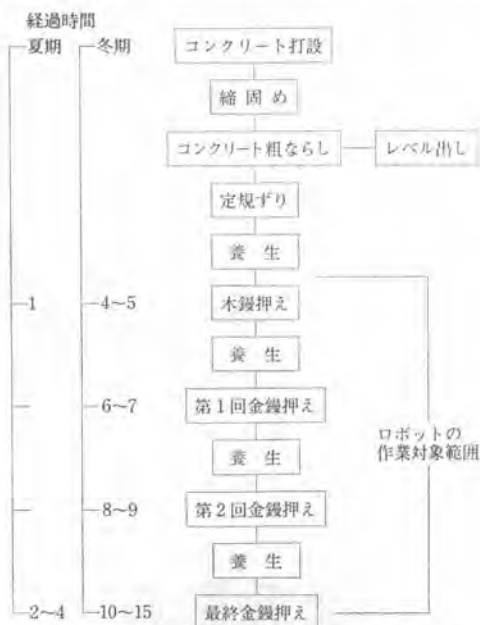 経過時間
夏期 冬期
コンクリート打設
締固め
コンクリート粗ならし レベル出し
定規ずり
養生
1 4~5 木鏝押え
養生
6~7 第1回金鏝押え
ロボットの
作業対象範囲
養生
8~9 第2回金鏝押え
養生
2~4 10~15 最終金鏝押え